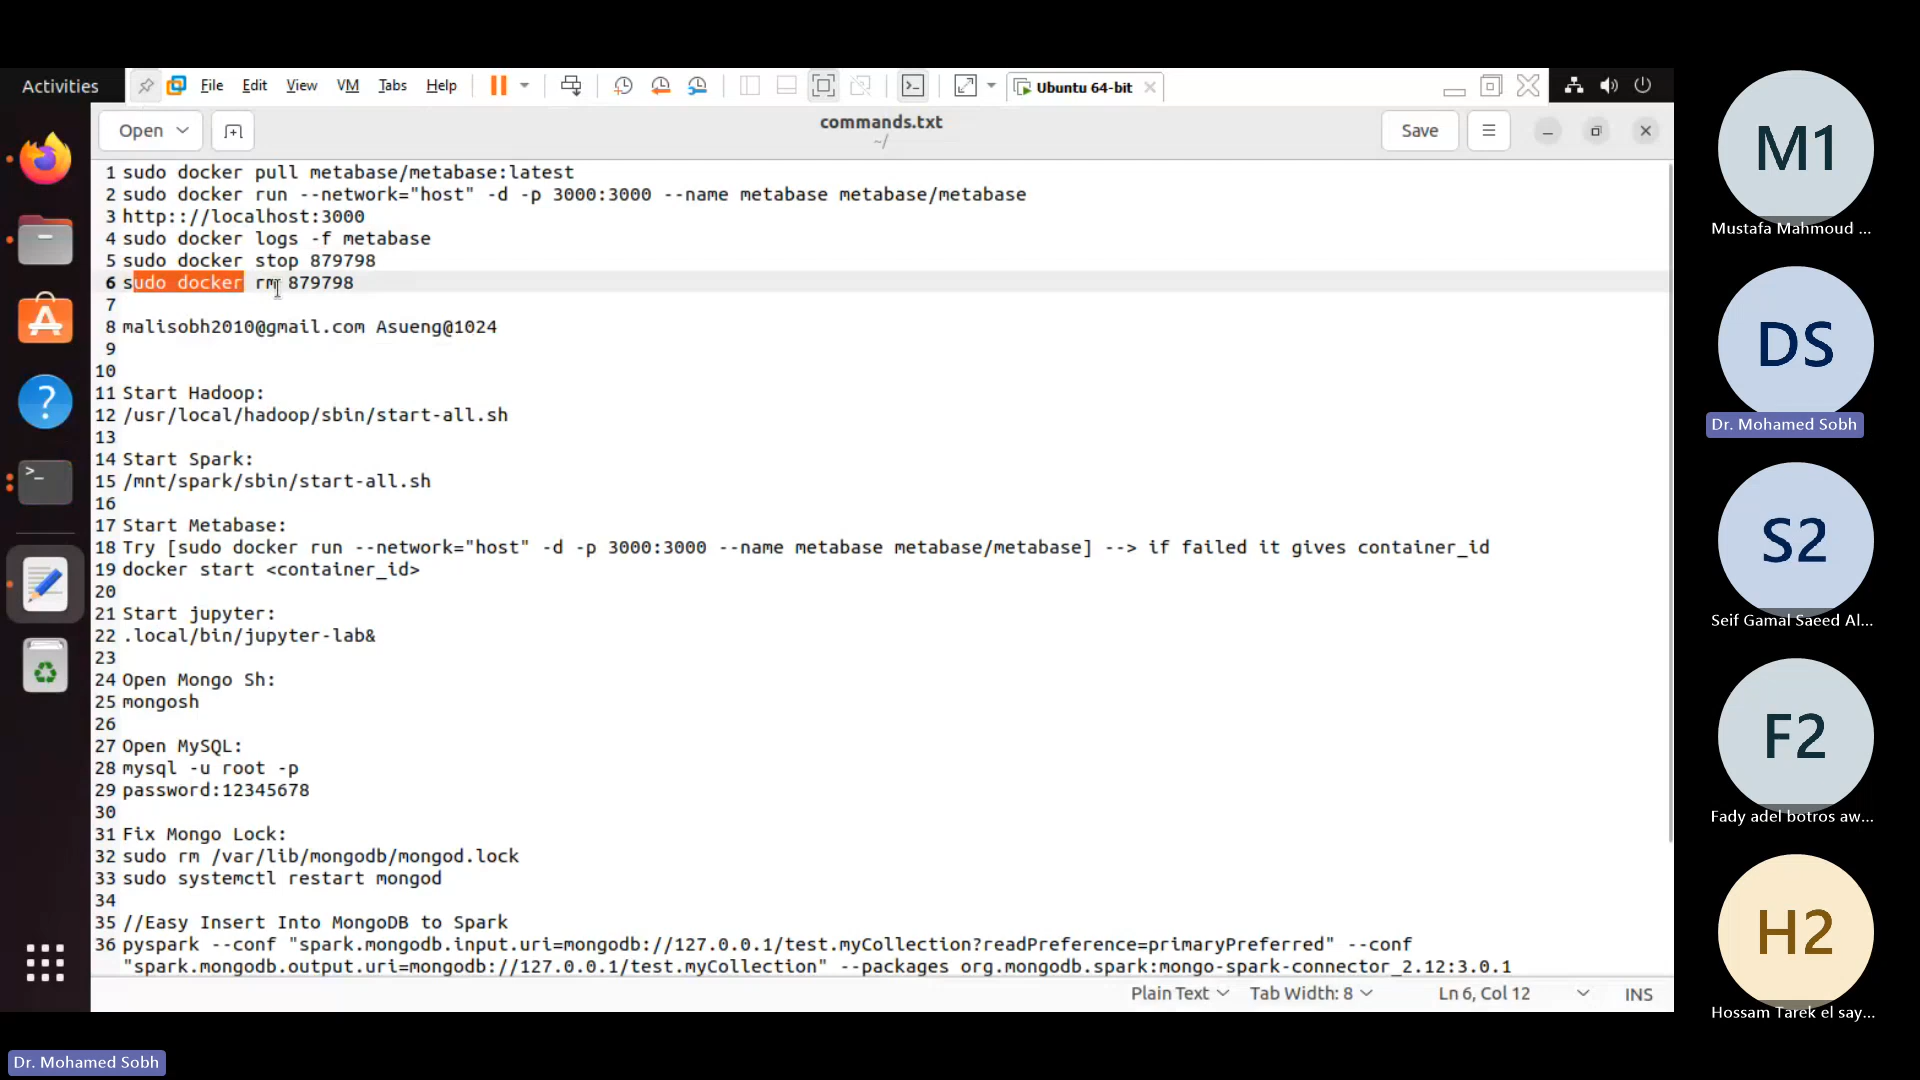 Activities
File Edit View VM Tabs Help
Ubuntu 64-bit
Open
commands.txt
~/
Save
1 sudo docker pull metabase/metabase:latest
2 sudo docker run --network="host" -d -p 3000:3000 --name metabase metabase/metabase
3 http:://localhost:3000
4 sudo docker logs -f metabase
5 sudo docker stop 879798
6 sudo docker rm 879798
7
8 malisobh2010@gmail.com Asueng@1024
9
10
11 Start Hadoop:
12 /usr/local/hadoop/sbin/start-all.sh
13
14 Start Spark:
15 /mnt/spark/sbin/start-all.sh
16
17 Start Metabase:
18 Try [sudo docker run --network="host" -d -p 3000:3000 --name metabase metabase/metabase] --> if failed it gives container_id
19 docker start <container_id>
20
21 Start jupyter:
22 .local/bin/jupyter-lab&
23
24 Open Mongo Sh:
25 mongosh
26
27 Open MySQL:
28 mysql -u root -p
29 password:12345678
30
31 Fix Mongo Lock:
32 sudo rm /var/lib/mongodb/mongod.lock
33 sudo systemctl restart mongod
34
35 //Easy Insert Into MongoDB to Spark
36 pyspark --conf "spark.mongodb.input.uri=mongodb://127.0.0.1/test.myCollection?readPreference=primaryPreferred" --conf
"spark.mongodb.output.uri=mongodb://127.0.0.1/test.myCollection" --packages org.mongodb.spark:mongo-spark-connector_2.12:3.0.1
Plain Text Tab Width: 8 Ln 6, Col 12 INS
M1
Mustafa Mahmoud ...
DS
Dr. Mohamed Sobh
S2
Seif Gamal Saeed Al...
F2
Fady adel botros aw...
H2
Hossam Tarek el say...
Dr. Mohamed Sobh